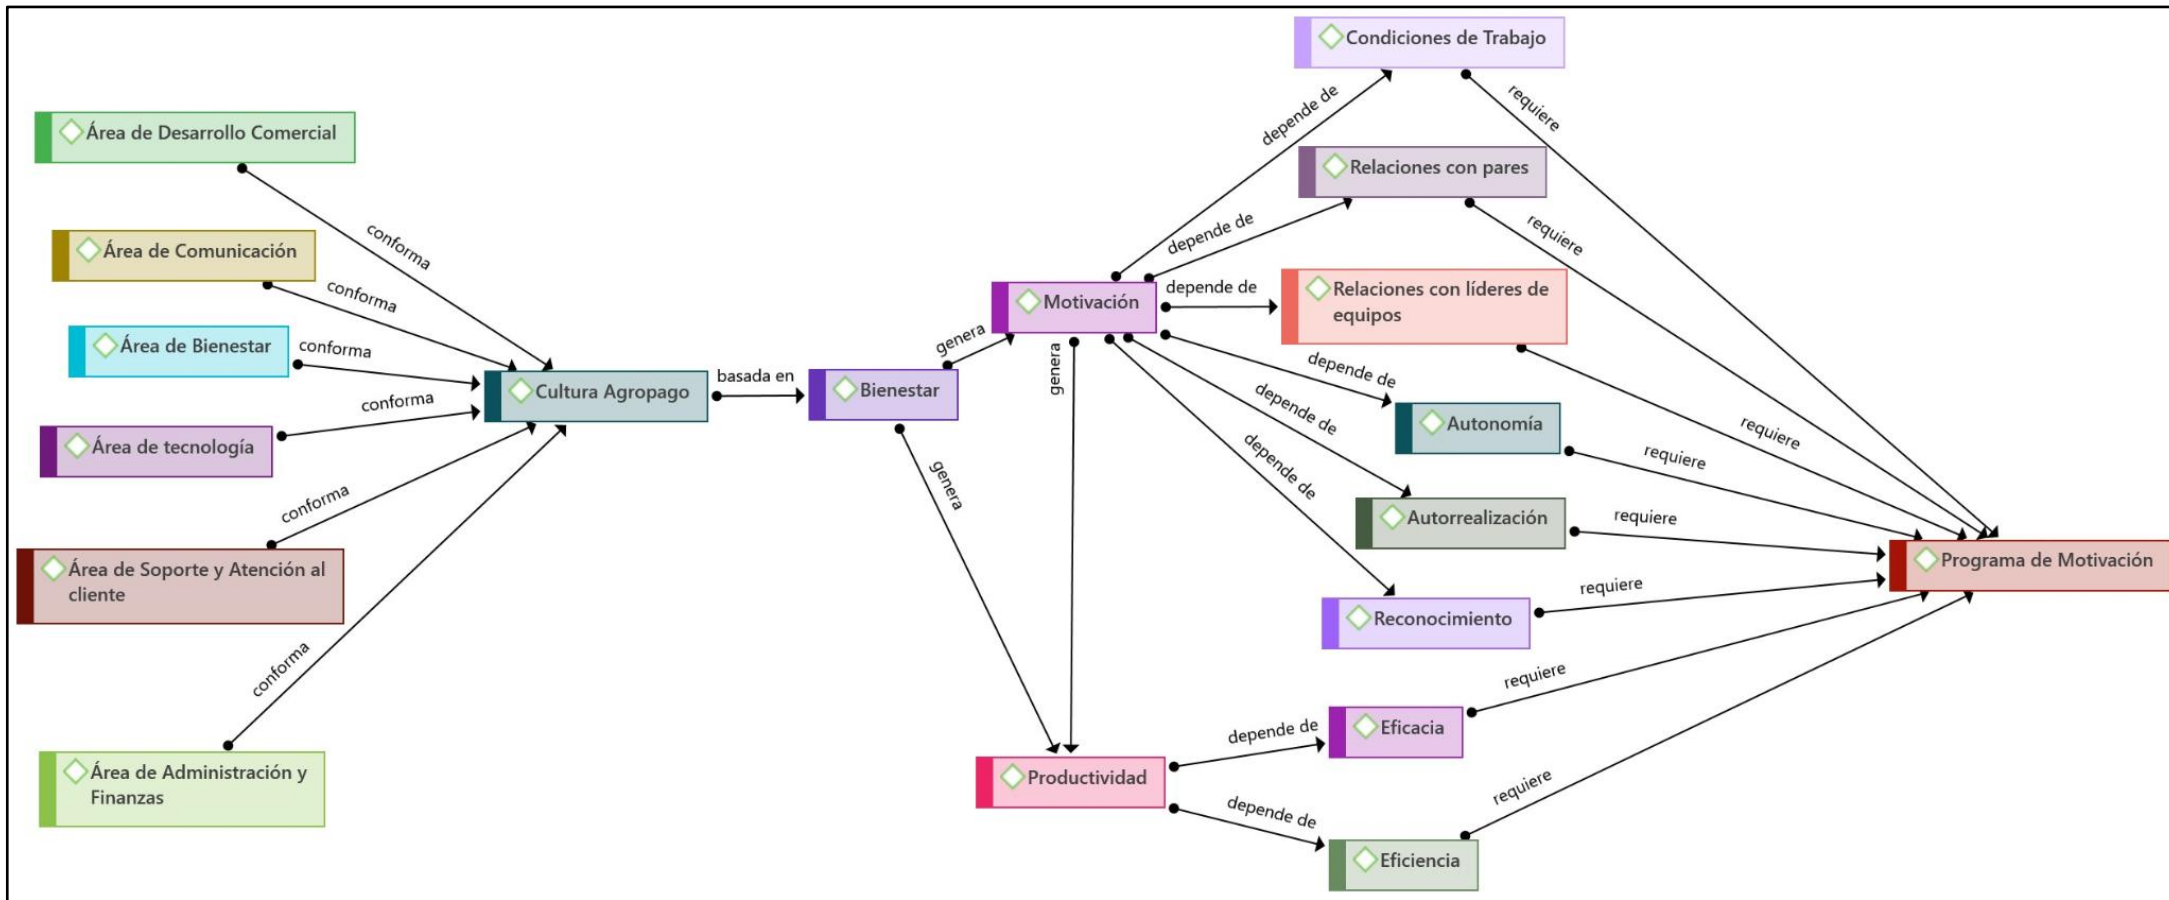 Área de Desarrollo Comercial
Área de Comunicación
Área de Bienestar
Área de tecnología
Área de Soporte y Atención al
cliente
Área de Administración y
Finanzas
conforma
conforma
conforma
conforma
conforma
conforma
Cultura Agropago
basada en
Bienestar
genera
genera
Motivación
genera
Productividad
depende de
depende de
depende de
depende de
depende de
depende de
Condiciones de Trabajo
Relaciones con pares
Relaciones con líderes de
equipos
Autonomía
Autorrealización
Reconocimiento
depende de
depende de
Eficacia
Eficiencia
requiere
requiere
requiere
requiere
requiere
requiere
requiere
requiere
Programa de Motivación